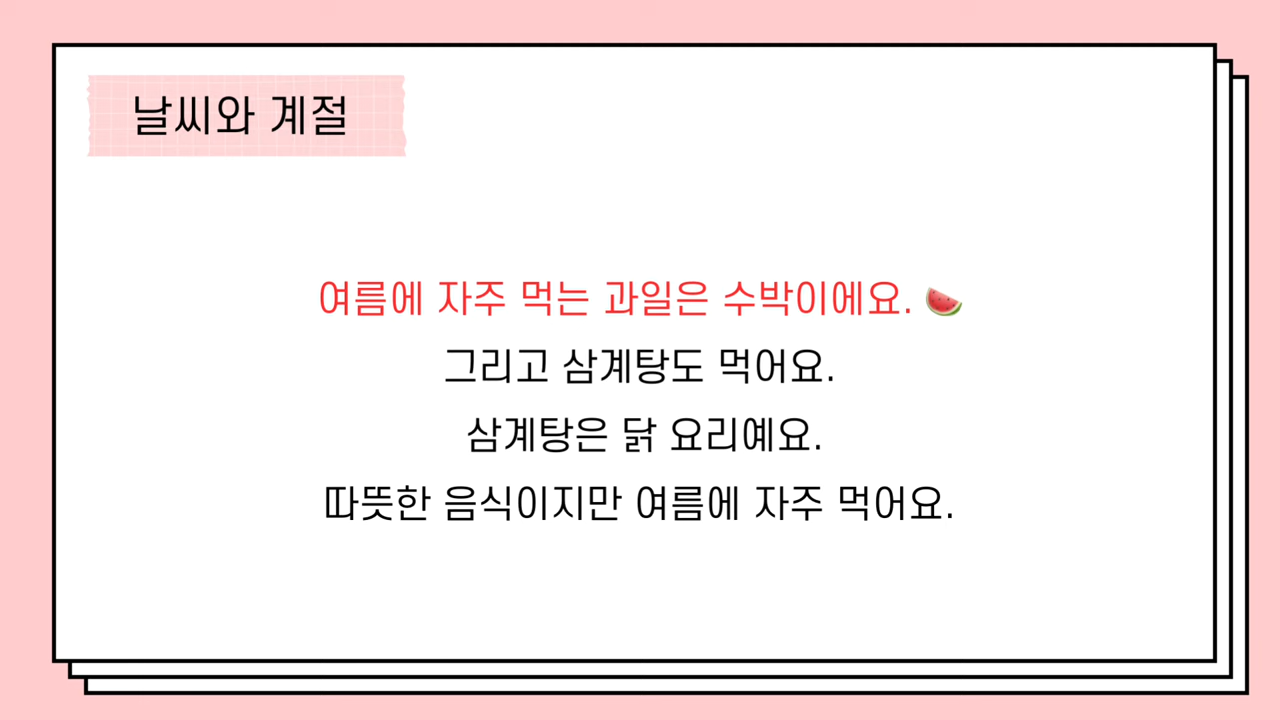 날씨와 계절
여름에 자주 먹는 과일은 수박이에요. 🍉
그리고 삼계탕도 먹어요.
삼계탕은 닭 요리예요.
따뜻한 음식이지만 여름에 자주 먹어요.